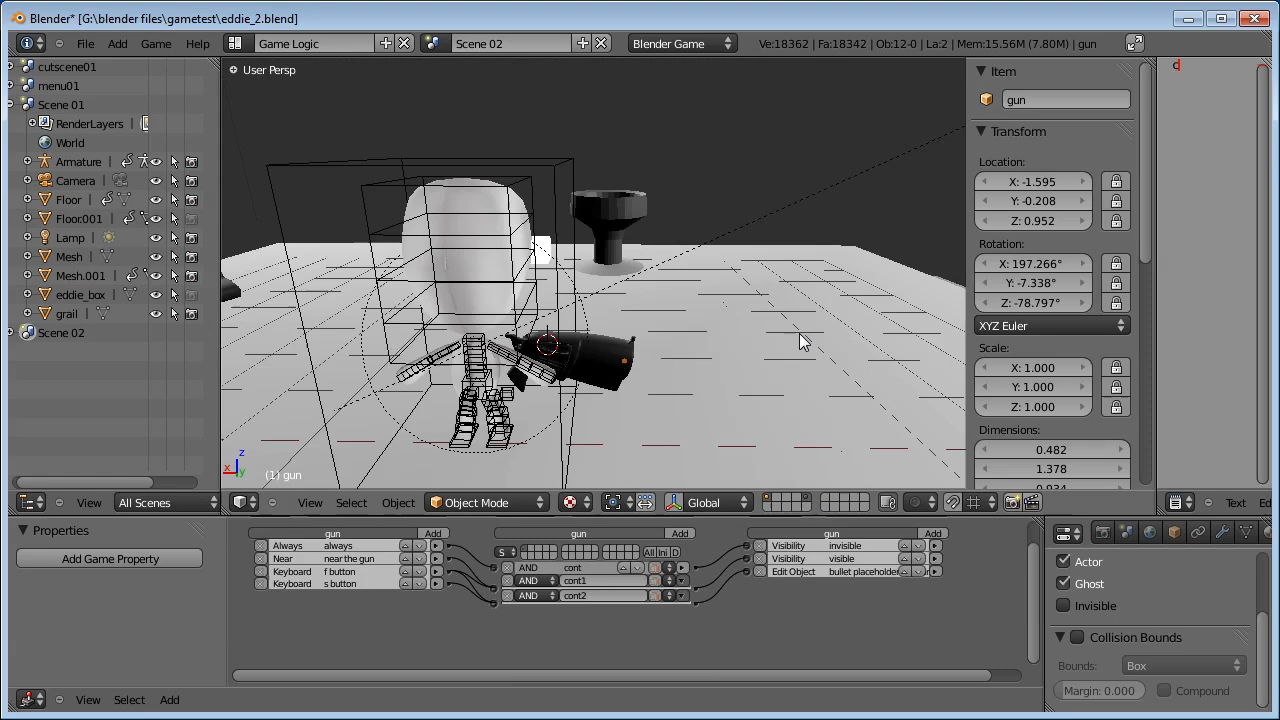 Blender* [G:\blender files\gametest\eddie_2.blend]
File Add Game Help Game Logic Scene 02 Blender Game Ve:18362 | Fa:18342 | Ob:12-0 | La:2 | Mem:15.56M (7.80M) | gun
cutscene01
menu01
Scene 01
RenderLayers |
World
Armature |
Camera |
Floor |
Floor.001
Lamp |
Mesh |
Mesh.001
eddie_box |
grail |
Scene 02
User Persp
z
x y
(1) gun
Item
gun
Transform
Location:
X: -1.595
Y: -0.208
Z: 0.952
Rotation:
X: 197.266°
Y: -7.338°
Z: -78.797°
XYZ Euler
Scale:
X: 1.000
Y: 1.000
Z: 1.000
Dimensions:
0.482
1.378
0.934
c
View All Scenes
View Select Object Object Mode Global
Text Ed
Properties
Add Game Property
gun Add
Always always
Near near the gun
Keyboard f button
Keyboard s button
gun Add
S All Ini D
AND cont
AND cont1
AND cont2
gun Add
Visibility invisible
Visibility visible
Edit Object bullet placeholder
Actor
Ghost
Invisible
Collision Bounds
Bounds: Box
Margin: 0.000 Compound
View Select Add